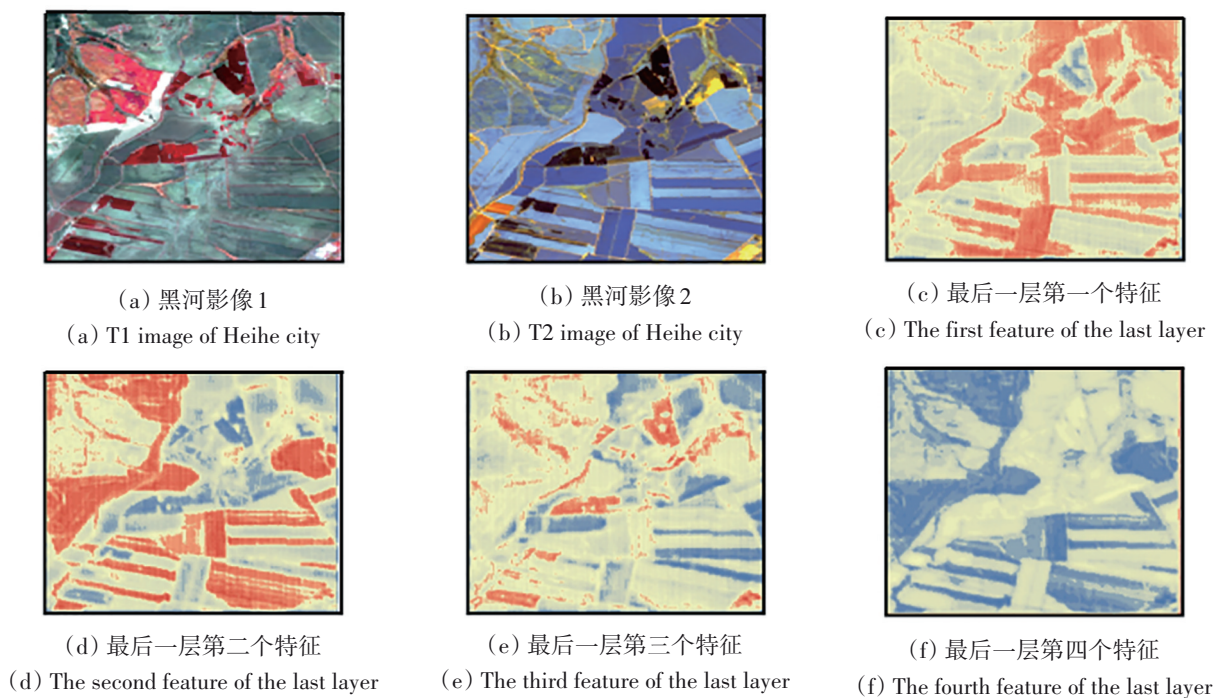 (a) 黑河影像1
(a) T1 image of Heihe city
(b) 黑河影像2
(b) T2 image of Heihe city
(c) 最后一层第一个特征
(c) The first feature of the last layer
(d) 最后一层第二个特征
(d) The second feature of the last layer
(e) 最后一层第三个特征
(e) The third feature of the last layer
(f) 最后一层第四个特征
(f) The fourth feature of the last layer